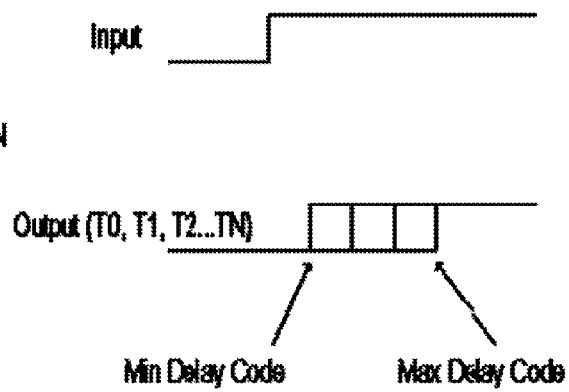 Input
Output (T0, T1, T2...TN)
Min Delay Code
Max Delay Code